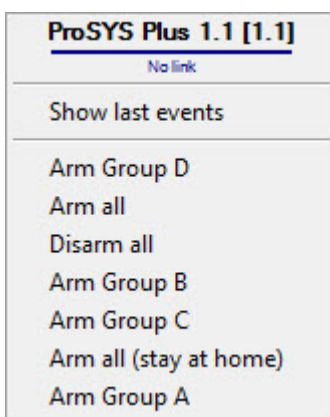 ProSYS Plus 1.1 [1.1]
No link
Show last events
Arm Group D
Arm all
Disarm all
Arm Group B
Arm Group C
Arm all (stay at home)
Arm Group A